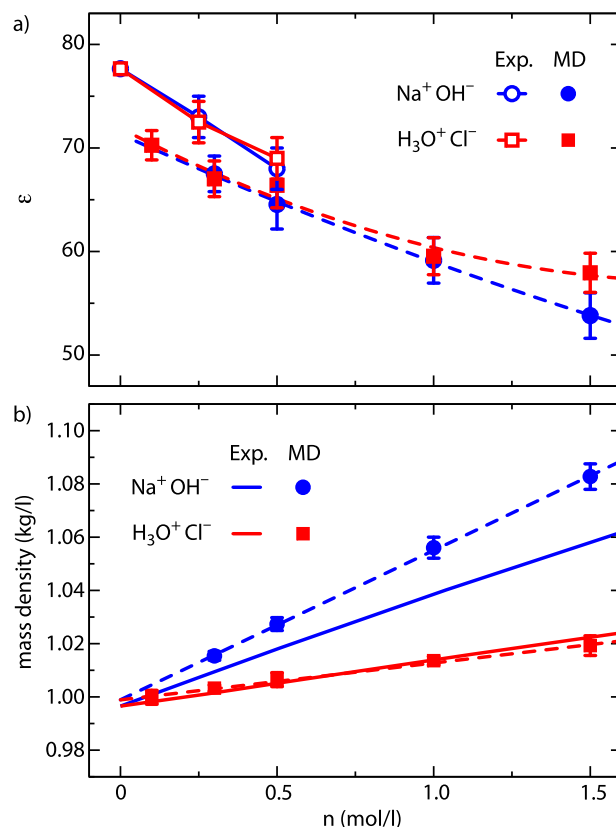 a)
80
70
60
50
ε
Exp. MD
Na⁺ OH⁻
H₃O⁺ Cl⁻
b)
1.10
1.08
1.06
1.04
1.02
1.00
0.98
mass density (kg/l)
Exp. MD
Na⁺ OH⁻
H₃O⁺ Cl⁻
0 0.5 1.0 1.5
n (mol/l)